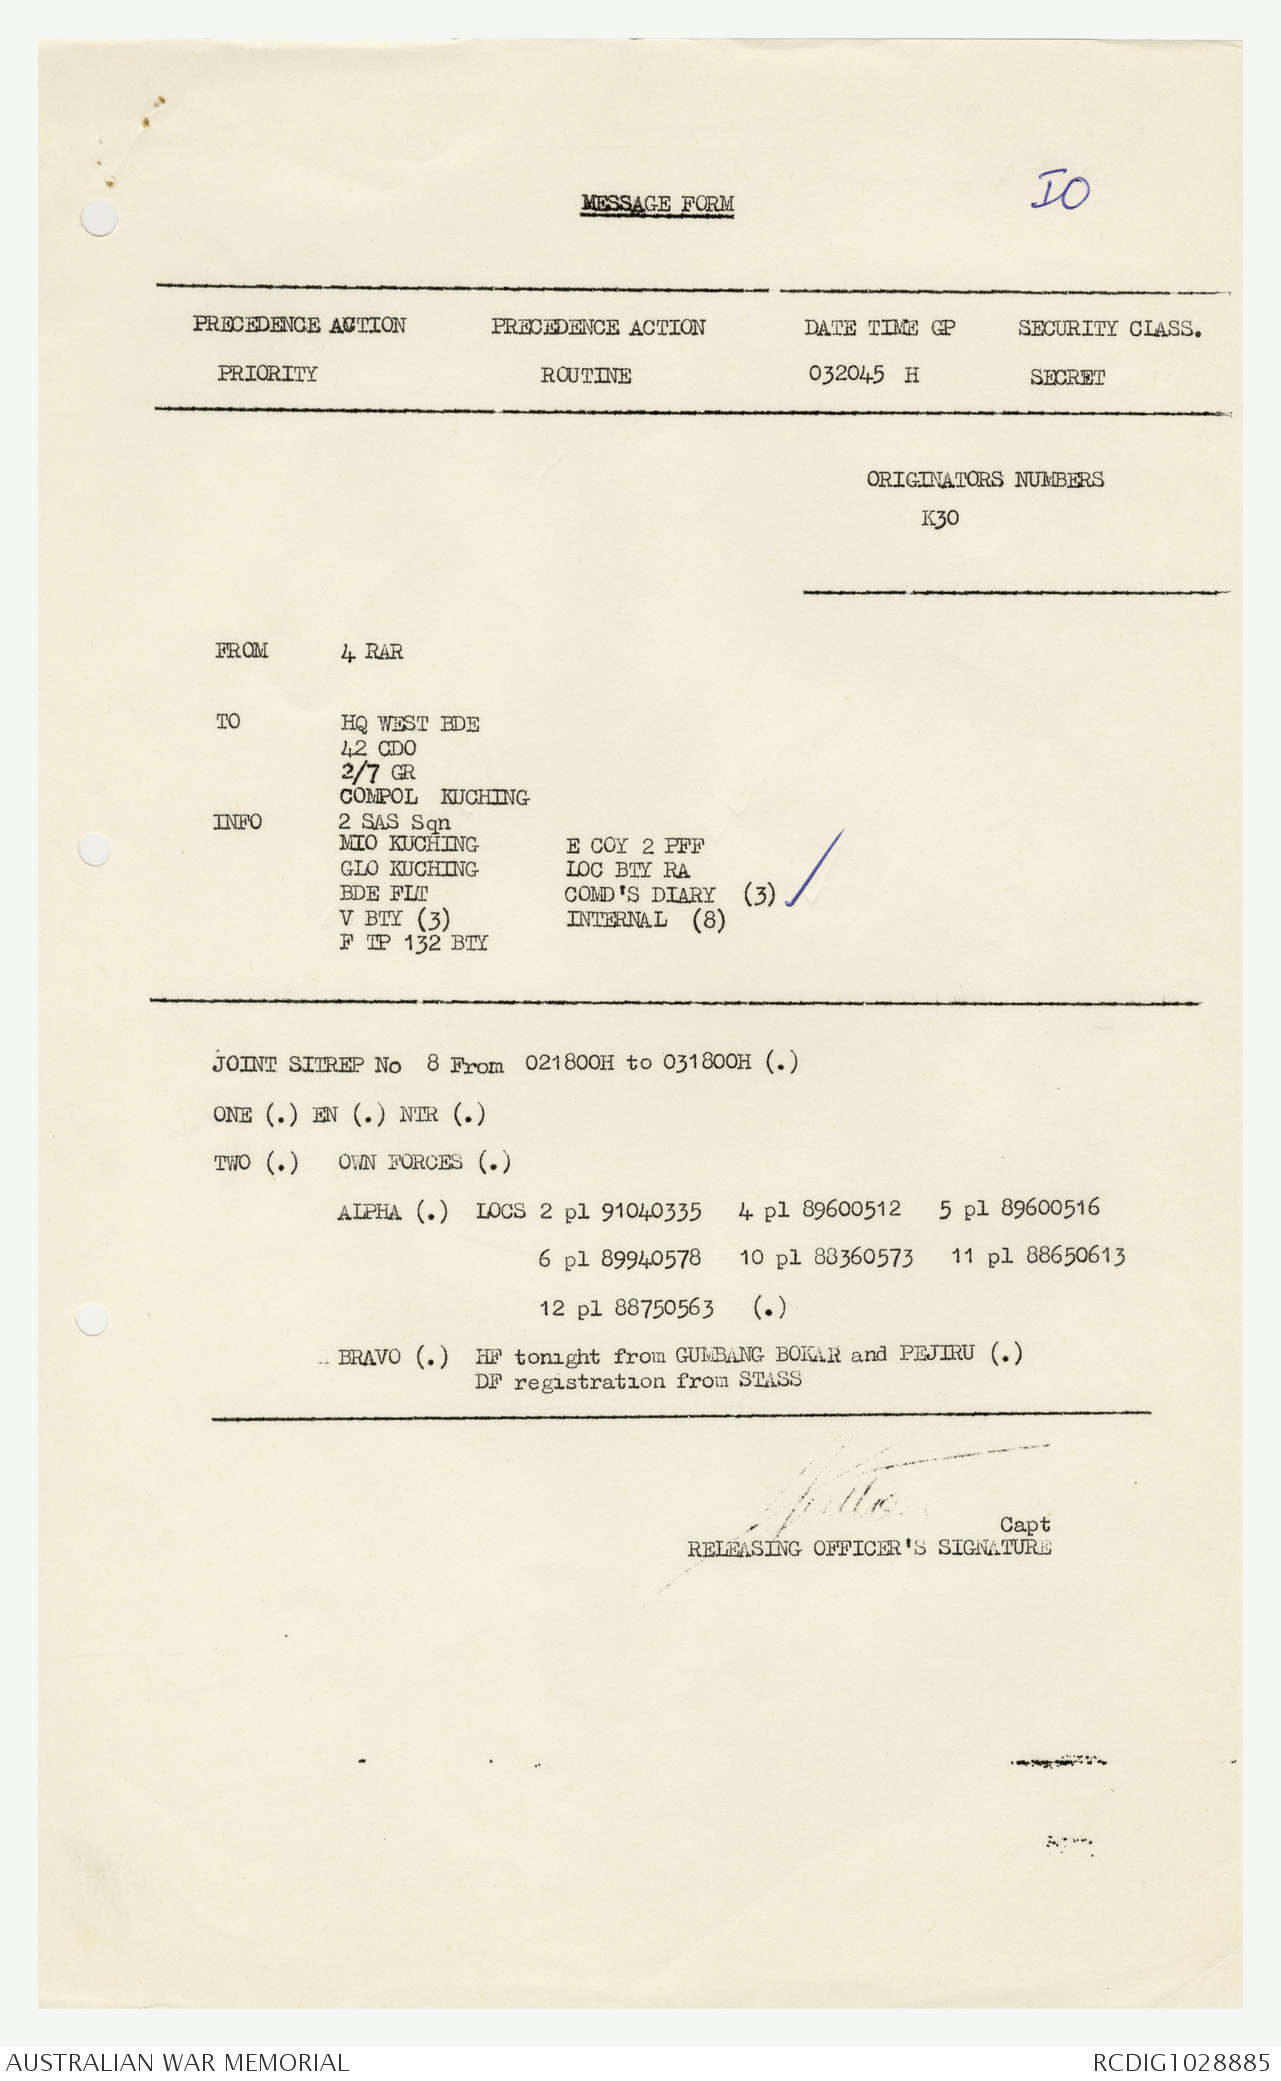 MESSAGE FORM
IO
PRECEDENCE ACTION PRECEDENCE ACTION DATE TIME GP SECURITY CLASS.
PRIORITY ROUTINE 032045 H SECRET
ORIGINATORS NUMBERS
K30
FROM 4 RAR
TO HQ WEST BDE
42 CDO
2/7 GR
COMPOL KUCHING
INFO 2 SAS Sqn
MIO KUCHING E COY 2 PFF
GLO KUCHING LOC BTY RA
BDE FLT COMD'S DIARY (3)
V BTY (3) INTERNAL (8)
F TP 132 BTY
JOINT SITREP No 8 From 021800H to 031800H (.)
ONE (.) EN (.) NTR (.)
TWO (.) OWN FORCES (.)
ALPHA (.) LOCS 2 pl 91040335 4 pl 89600512 5 pl 89600516
6 pl 89940578 10 pl 88360573 11 pl 88650613
12 pl 88750563 (.)
BRAVO (.) HF tonight from GUMBANG BOKAR and PEJIRU (.)
DF registration from STASS
Capt
RELEASING OFFICER'S SIGNATURE
AUSTRALIAN WAR MEMORIAL RCDIG1028885